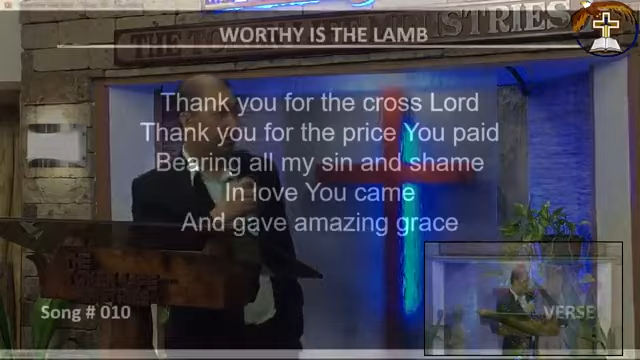 MINISTRIES
WORTHY IS THE LAMB
Thank you for the cross Lord
Thank you for the price You paid
Bearing all my sin and shame
In love You came
And gave amazing grace
Song # 010
VERSE